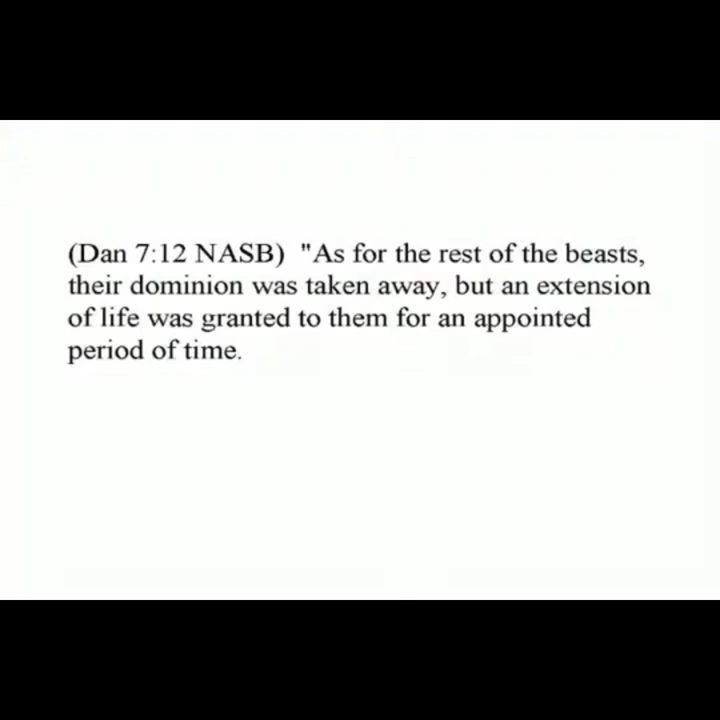 (Dan 7:12 NASB)  "As for the rest of the beasts,
their dominion was taken away, but an extension
of life was granted to them for an appointed
period of time.